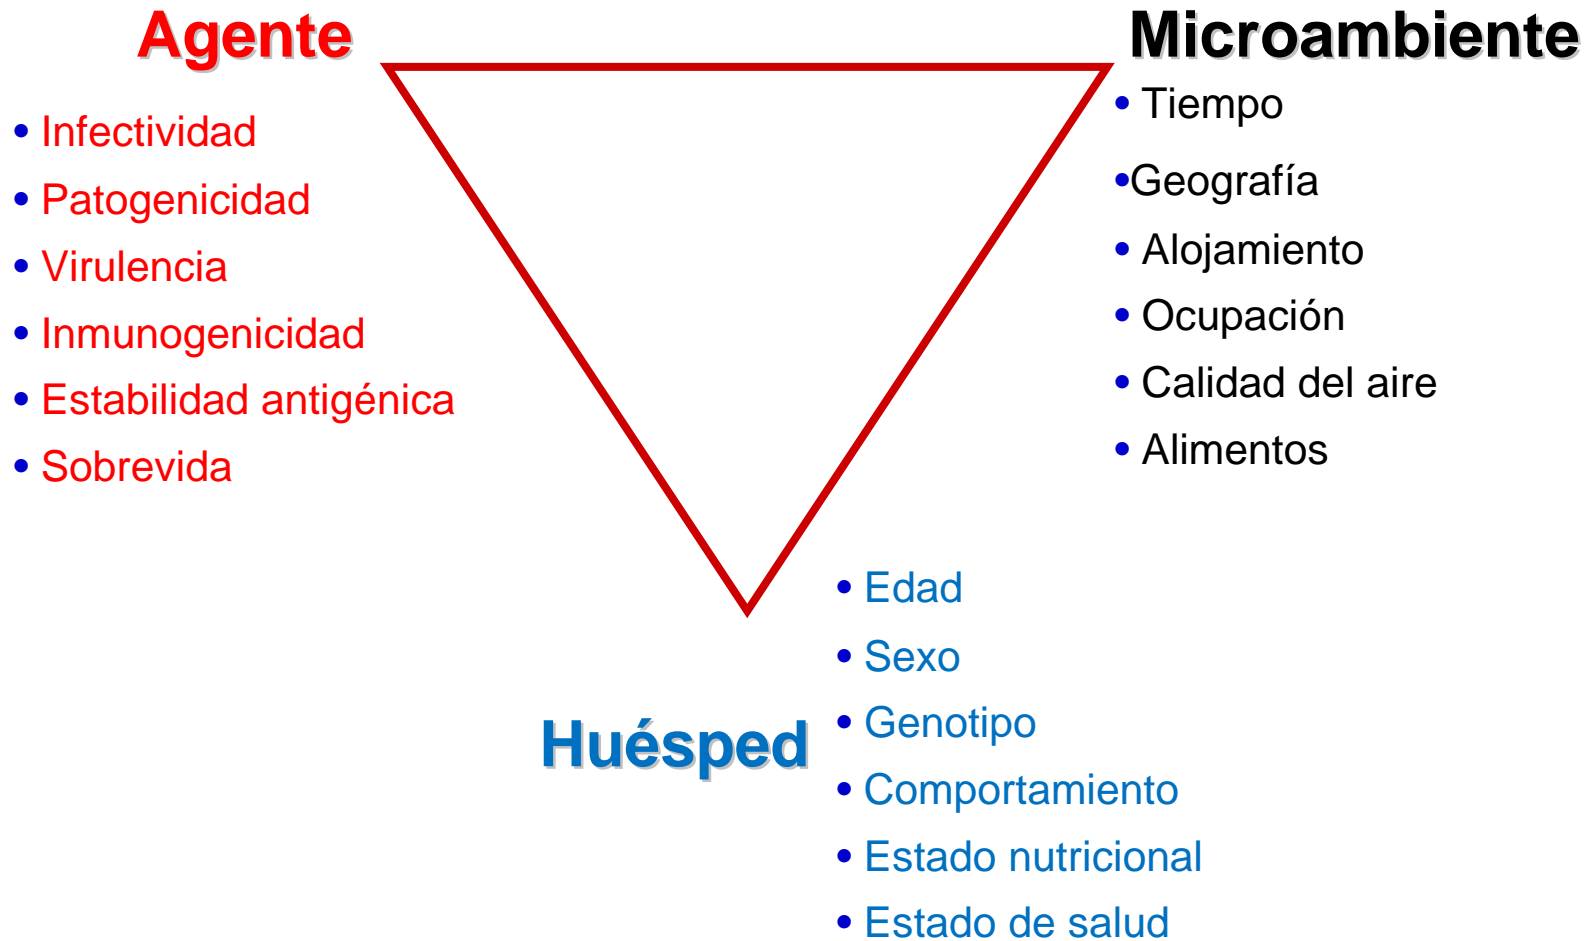 Agente
• Infectividad
• Patogenicidad
• Virulencia
• Inmunogenicidad
• Estabilidad antigénica
• Sobrevida
Microambiente
• Tiempo
•Geografía
• Alojamiento
• Ocupación
• Calidad del aire
• Alimentos
Huésped
• Edad
• Sexo
• Genotipo
• Comportamiento
• Estado nutricional
• Estado de salud